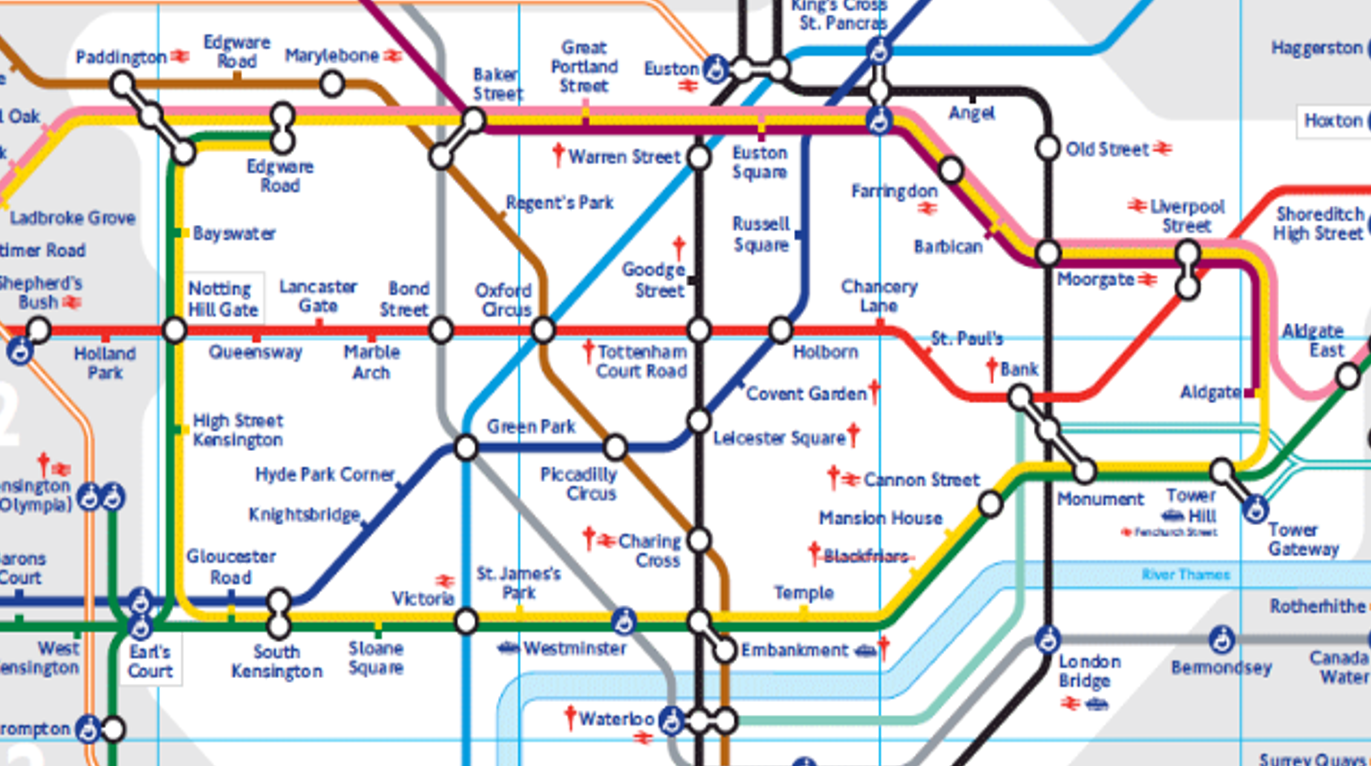 King's Cross
St. Pancras
Paddington
Edgware
Road
Marylebone
Great
Portland
Street
Euston
Haggerston
Baker
Street
Angel
Hoxton
Oak
Warren Street
Euston
Square
Old Street
Edgware
Road
Farringdon
Ladbroke Grove
Regent's Park
Liverpool
Street
Shoreditch
High Street
Bayswater
Russell
Square
Barbican
timer Road
Shepherd's
Bush
Goodge
Street
Moorgate
Notting
Hill Gate
Lancaster
Gate
Bond
Street
Oxford
Circus
Chancery
Lane
Aldgate
East
Holland
Park
Queensway
Marble
Arch
Tottenham
Court Road
Holborn
St. Paul's
Bank
Covent Garden
Aldgate
2
High Street
Kensington
Green Park
Leicester Square
Hyde Park Corner
Piccadilly
Circus
Cannon Street
Monument
Tower
Hill
Fenchurch Street
ensington
Olympia)
Knightsbridge
Mansion House
Tower
Gateway
Charing
Cross
Blackfriars
arons
Court
Gloucester
Road
River Thames
Victoria
St. James's
Park
Temple
Rotherhithe
West
ensington
Earl's
Court
South
Kensington
Sloane
Square
Westminster
Embankment
London
Bridge
Bermondsey
Canada
Water
rompton
Waterloo
Surrey Quays